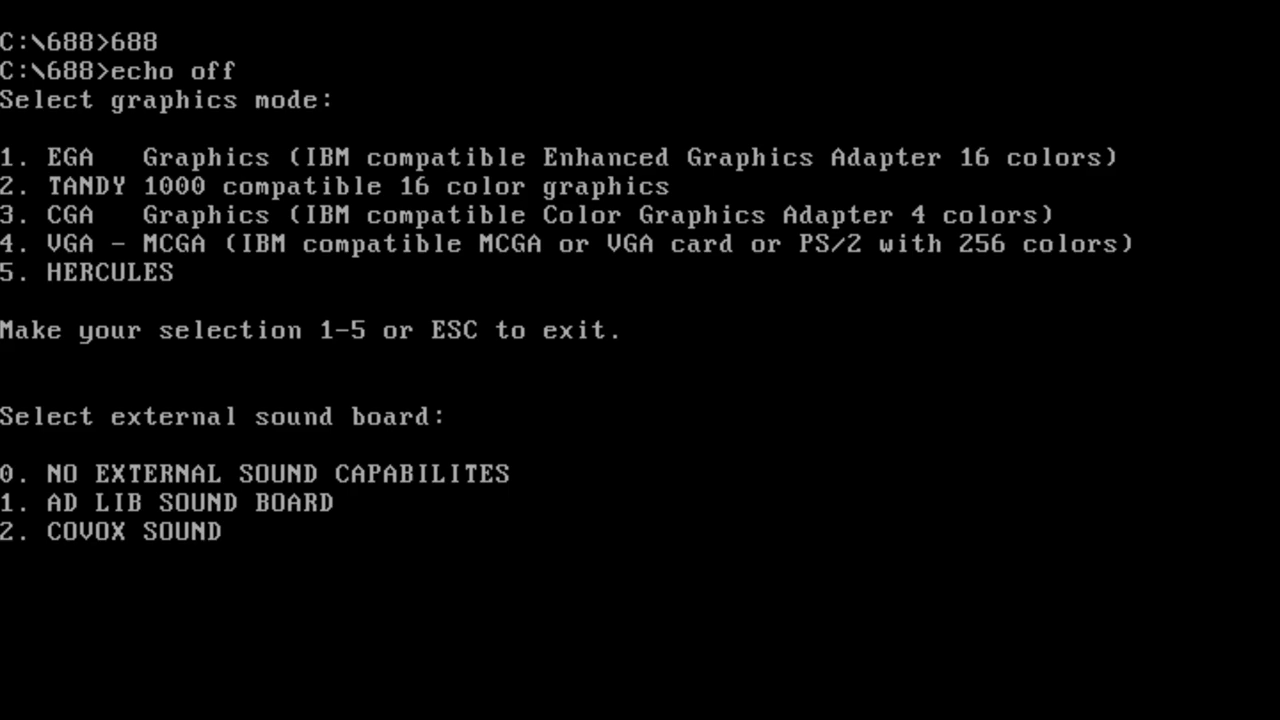 C:\688>688
C:\688>echo off
Select graphics mode:
1. EGA   Graphics (IBM compatible Enhanced Graphics Adapter 16 colors)
2. TANDY 1000 compatible 16 color graphics
3. CGA   Graphics (IBM compatible Color Graphics Adapter 4 colors)
4. VGA - MCGA (IBM compatible MCGA or VGA card or PS/2 with 256 colors)
5. HERCULES
Make your selection 1-5 or ESC to exit.
Select external sound board:
0. NO EXTERNAL SOUND CAPABILITES
1. AD LIB SOUND BOARD
2. COVOX SOUND